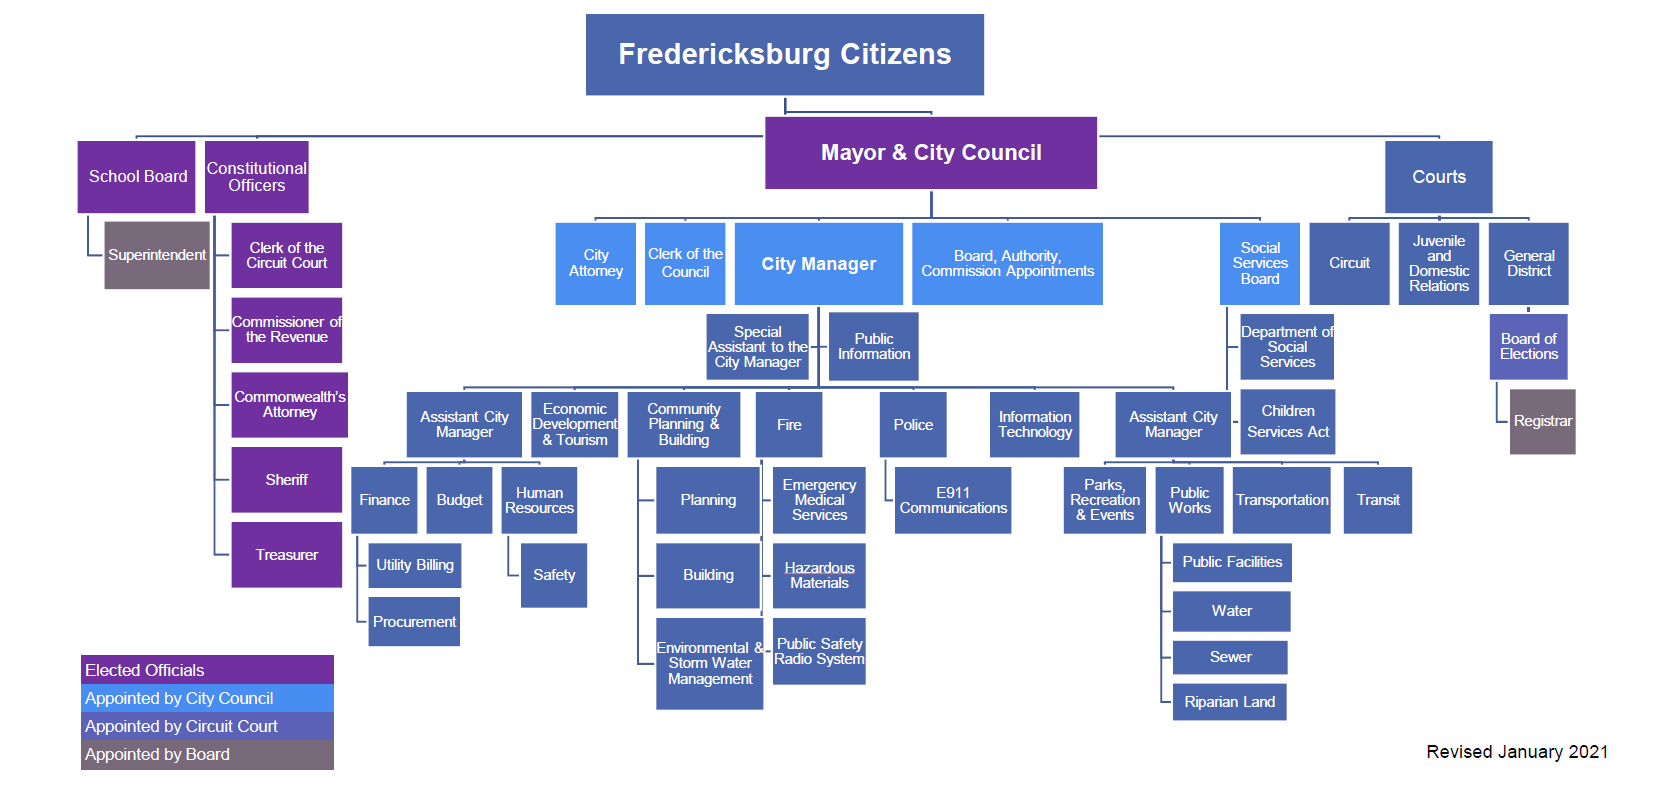 Fredericksburg Citizens
Mayor & City Council
School Board
Constitutional
Officers
Courts
Superintendent
Clerk of the
Circuit Court
Commissioner of
the Revenue
Commonwealth's
Attorney
Sheriff
Treasurer
City
Attorney
Clerk of the
Council
City Manager
Board, Authority,
Commission Appointments
Social
Services
Board
Circuit
Juvenile
and
Domestic
Relations
General
District
Special
Assistant to the
City Manager
Public
Information
Department of
Social
Services
Children
Services Act
Board of
Elections
Registrar
Assistant City
Manager
Economic
Development
& Tourism
Community
Planning &
Building
Fire
Police
Information
Technology
Assistant City
Manager
Finance
Budget
Human
Resources
Planning
Emergency
Medical
Services
E911
Communications
Parks,
Recreation
& Events
Public
Works
Transportation
Transit
Utility Billing
Procurement
Safety
Building
Hazardous
Materials
Environmental &
Storm Water
Management
Public Safety
Radio System
Public Facilities
Water
Sewer
Riparian Land
Elected Officials
Appointed by City Council
Appointed by Circuit Court
Appointed by Board
Revised January 2021